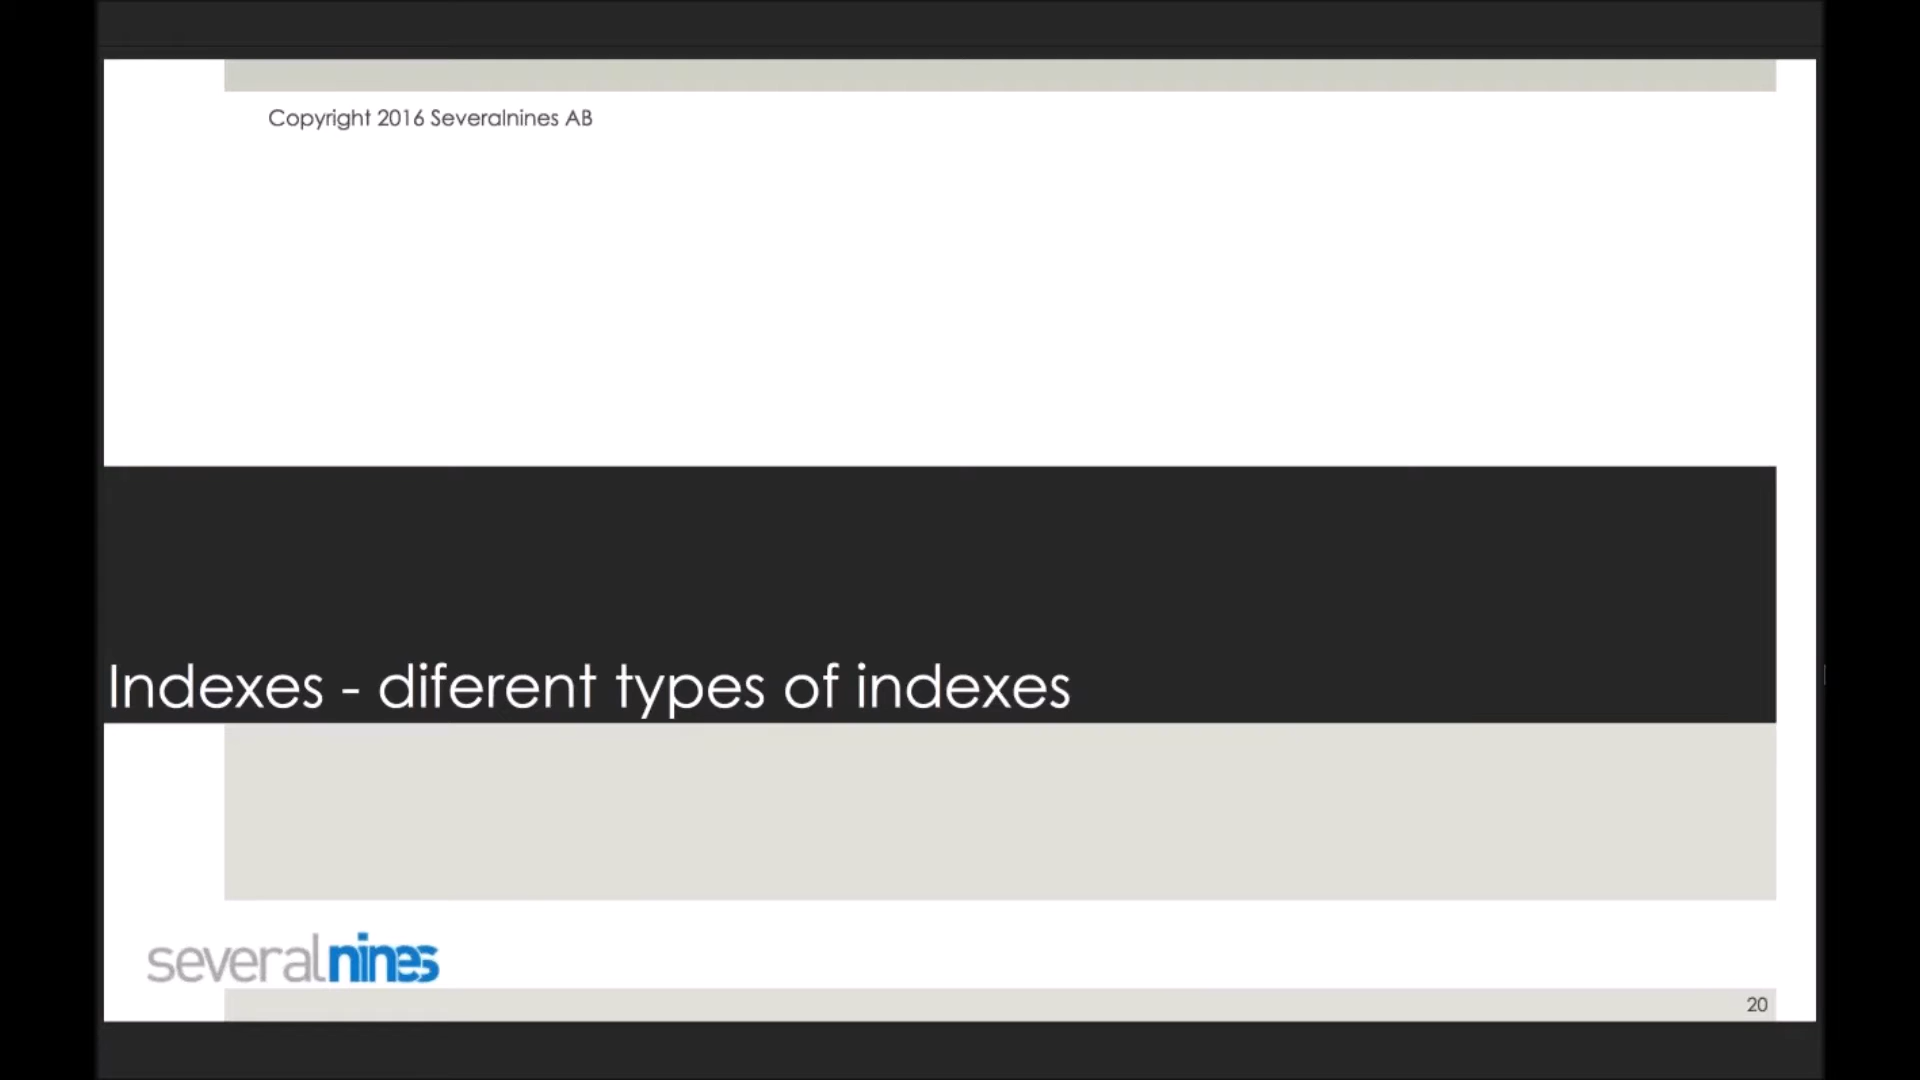 Copyright 2016 Severalnines AB
Indexes - diferent types of indexes
severalnines
20